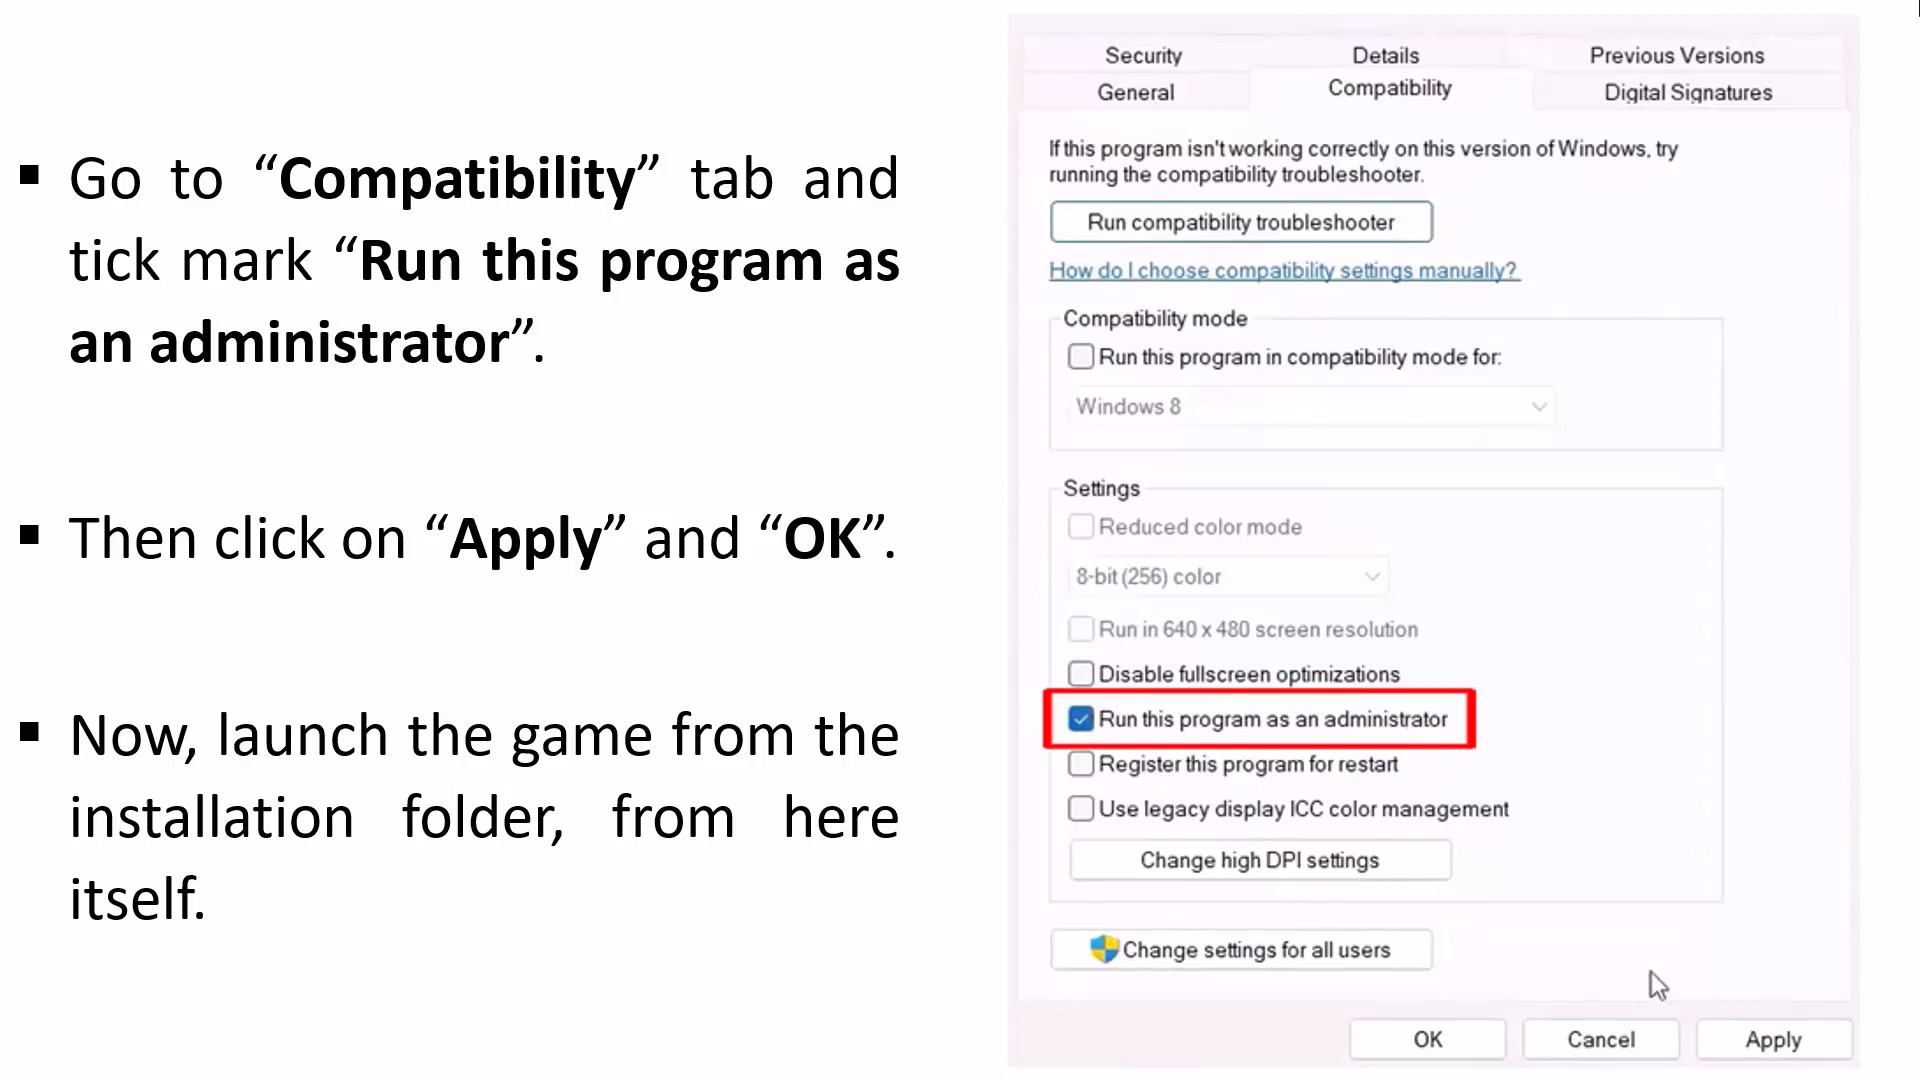 ▪ Go to “Compatibility” tab and
tick mark “Run this program as
an administrator”.
▪ Then click on “Apply” and “OK”.
▪ Now, launch the game from the
installation folder, from here
itself.
Security Details Previous Versions
General Compatibility Digital Signatures
If this program isn't working correctly on this version of Windows, try
running the compatibility troubleshooter.
Run compatibility troubleshooter
How do I choose compatibility settings manually?
Compatibility mode
Run this program in compatibility mode for:
Windows 8
Settings
Reduced color mode
8-bit (256) color
Run in 640 x 480 screen resolution
Disable fullscreen optimizations
Run this program as an administrator
Register this program for restart
Use legacy display ICC color management
Change high DPI settings
Change settings for all users
OK Cancel Apply